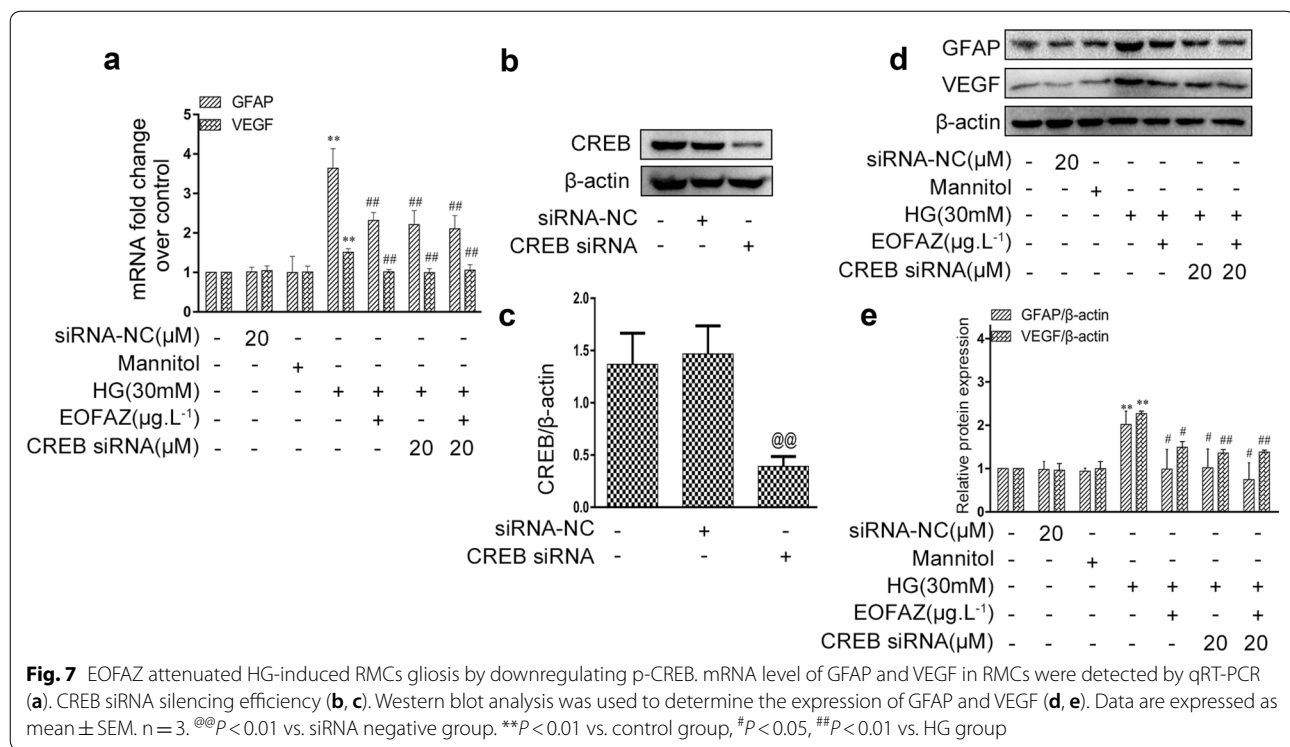 a
GFAP
VEGF
mRNA fold change
over control
5
4
3
2
1
** ** ## ## ## ## ## ##
siRNA-NC(µM) - 20 - - - - -
Mannitol - - + - - - -
HG(30mM) - - - + + + +
EOFAZ(µg.L-1) - - - - + - +
CREB siRNA(µM) - - - - - 20 20
b
CREB
β-actin
siRNA-NC - + -
CREB siRNA - - +
c
CREB/β-actin
2.0
1.5
1.0
0.5
0.0
@@
siRNA-NC - + -
CREB siRNA - - +
d
GFAP
VEGF
β-actin
siRNA-NC(µM) - 20 - - - - -
Mannitol - - + - - - -
HG(30mM) - - - + + + +
EOFAZ(µg.L-1) - - - - + - +
CREB siRNA(µM) - - - - - 20 20
e
GFAP/β-actin
VEGF/β-actin
Relative protein expression
4
3
2
1
0
** ** # # # ## # ##
siRNA-NC(µM) - 20 - - - - -
Mannitol - - + - - - -
HG(30mM) - - - + + + +
EOFAZ(µg.L-1) - - - - + - +
CREB siRNA(µM) - - - - - 20 20
Fig. 7 EOFAZ attenuated HG-induced RMCs gliosis by downregulating p-CREB. mRNA level of GFAP and VEGF in RMCs were detected by qRT-PCR
(a). CREB siRNA silencing efficiency (b, c). Western blot analysis was used to determine the expression of GFAP and VEGF (d, e). Data are expressed as
mean ± SEM. n = 3. @@P < 0.01 vs. siRNA negative group. **P < 0.01 vs. control group, #P < 0.05, ##P < 0.01 vs. HG group